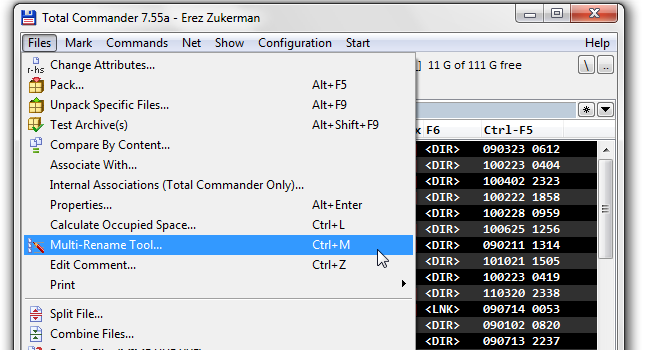 Total Commander 7.55a - Erez Zukerman
Files Mark Commands Net Show Configuration Start Help
r-hs Change Attributes...
11 G of 111 G free \ ..
Pack... Alt+F5
Unpack Specific Files... Alt+F9
* 
Test Archive(s) Alt+Shift+F9
F6 Ctrl-F5
Compare By Content...
<DIR> 090323 0612
Associate With...
<DIR> 100223 0404
Internal Associations (Total Commander Only)...
<DIR> 100402 2323
Properties... Alt+Enter
<DIR> 100222 1858
Calculate Occupied Space... Ctrl+L
<DIR> 100228 0959
Multi-Rename Tool... Ctrl+M
<DIR> 100625 1256
<DIR> 090211 1314
Edit Comment... Ctrl+Z
<DIR> 101021 1505
Print
<DIR> 100223 0419
<DIR> 110320 2338
Split File...
<LNK> 090714 0053
Combine Files...
<DIR> 090102 0820
<DIR> 090713 2237